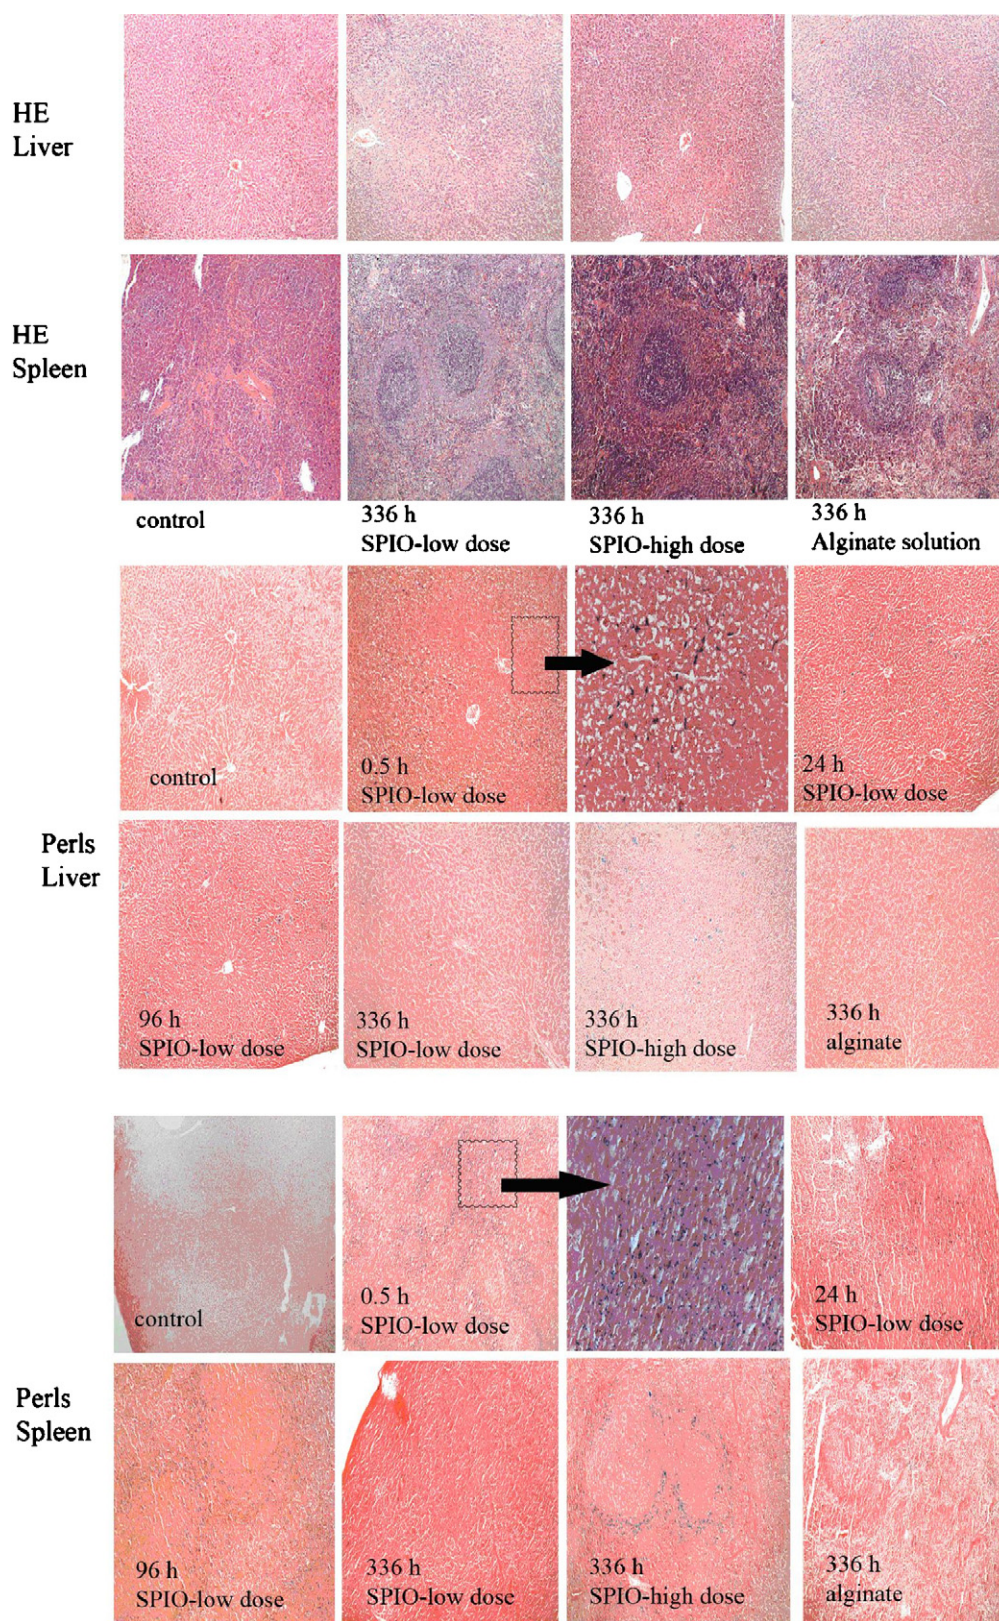 HE
Liver
HE
Spleen
control
336 h
SPIO-low dose
336 h
SPIO-high dose
336 h
Alginate solution
control
0.5 h
SPIO-low dose
24 h
SPIO-low dose
Perls
Liver
96 h
SPIO-low dose
336 h
SPIO-low dose
336 h
SPIO-high dose
336 h
alginate
control
0.5 h
SPIO-low dose
24 h
SPIO-low dose
Perls
Spleen
96 h
SPIO-low dose
336 h
SPIO-low dose
336 h
SPIO-high dose
336 h
alginate